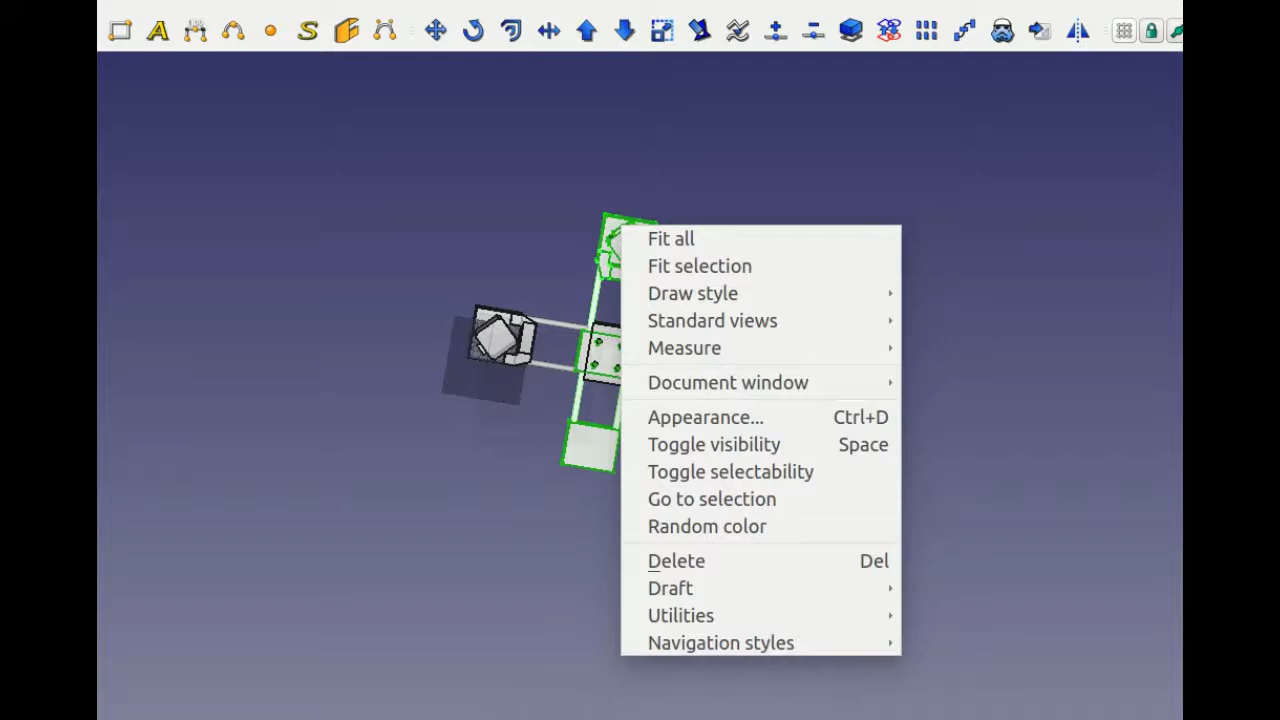 Fit all
Fit selection
Draw style
Standard views
Measure
Document window
Appearance... Ctrl+D
Toggle visibility Space
Toggle selectability
Go to selection
Random color
Delete Del
Draft
Utilities
Navigation styles